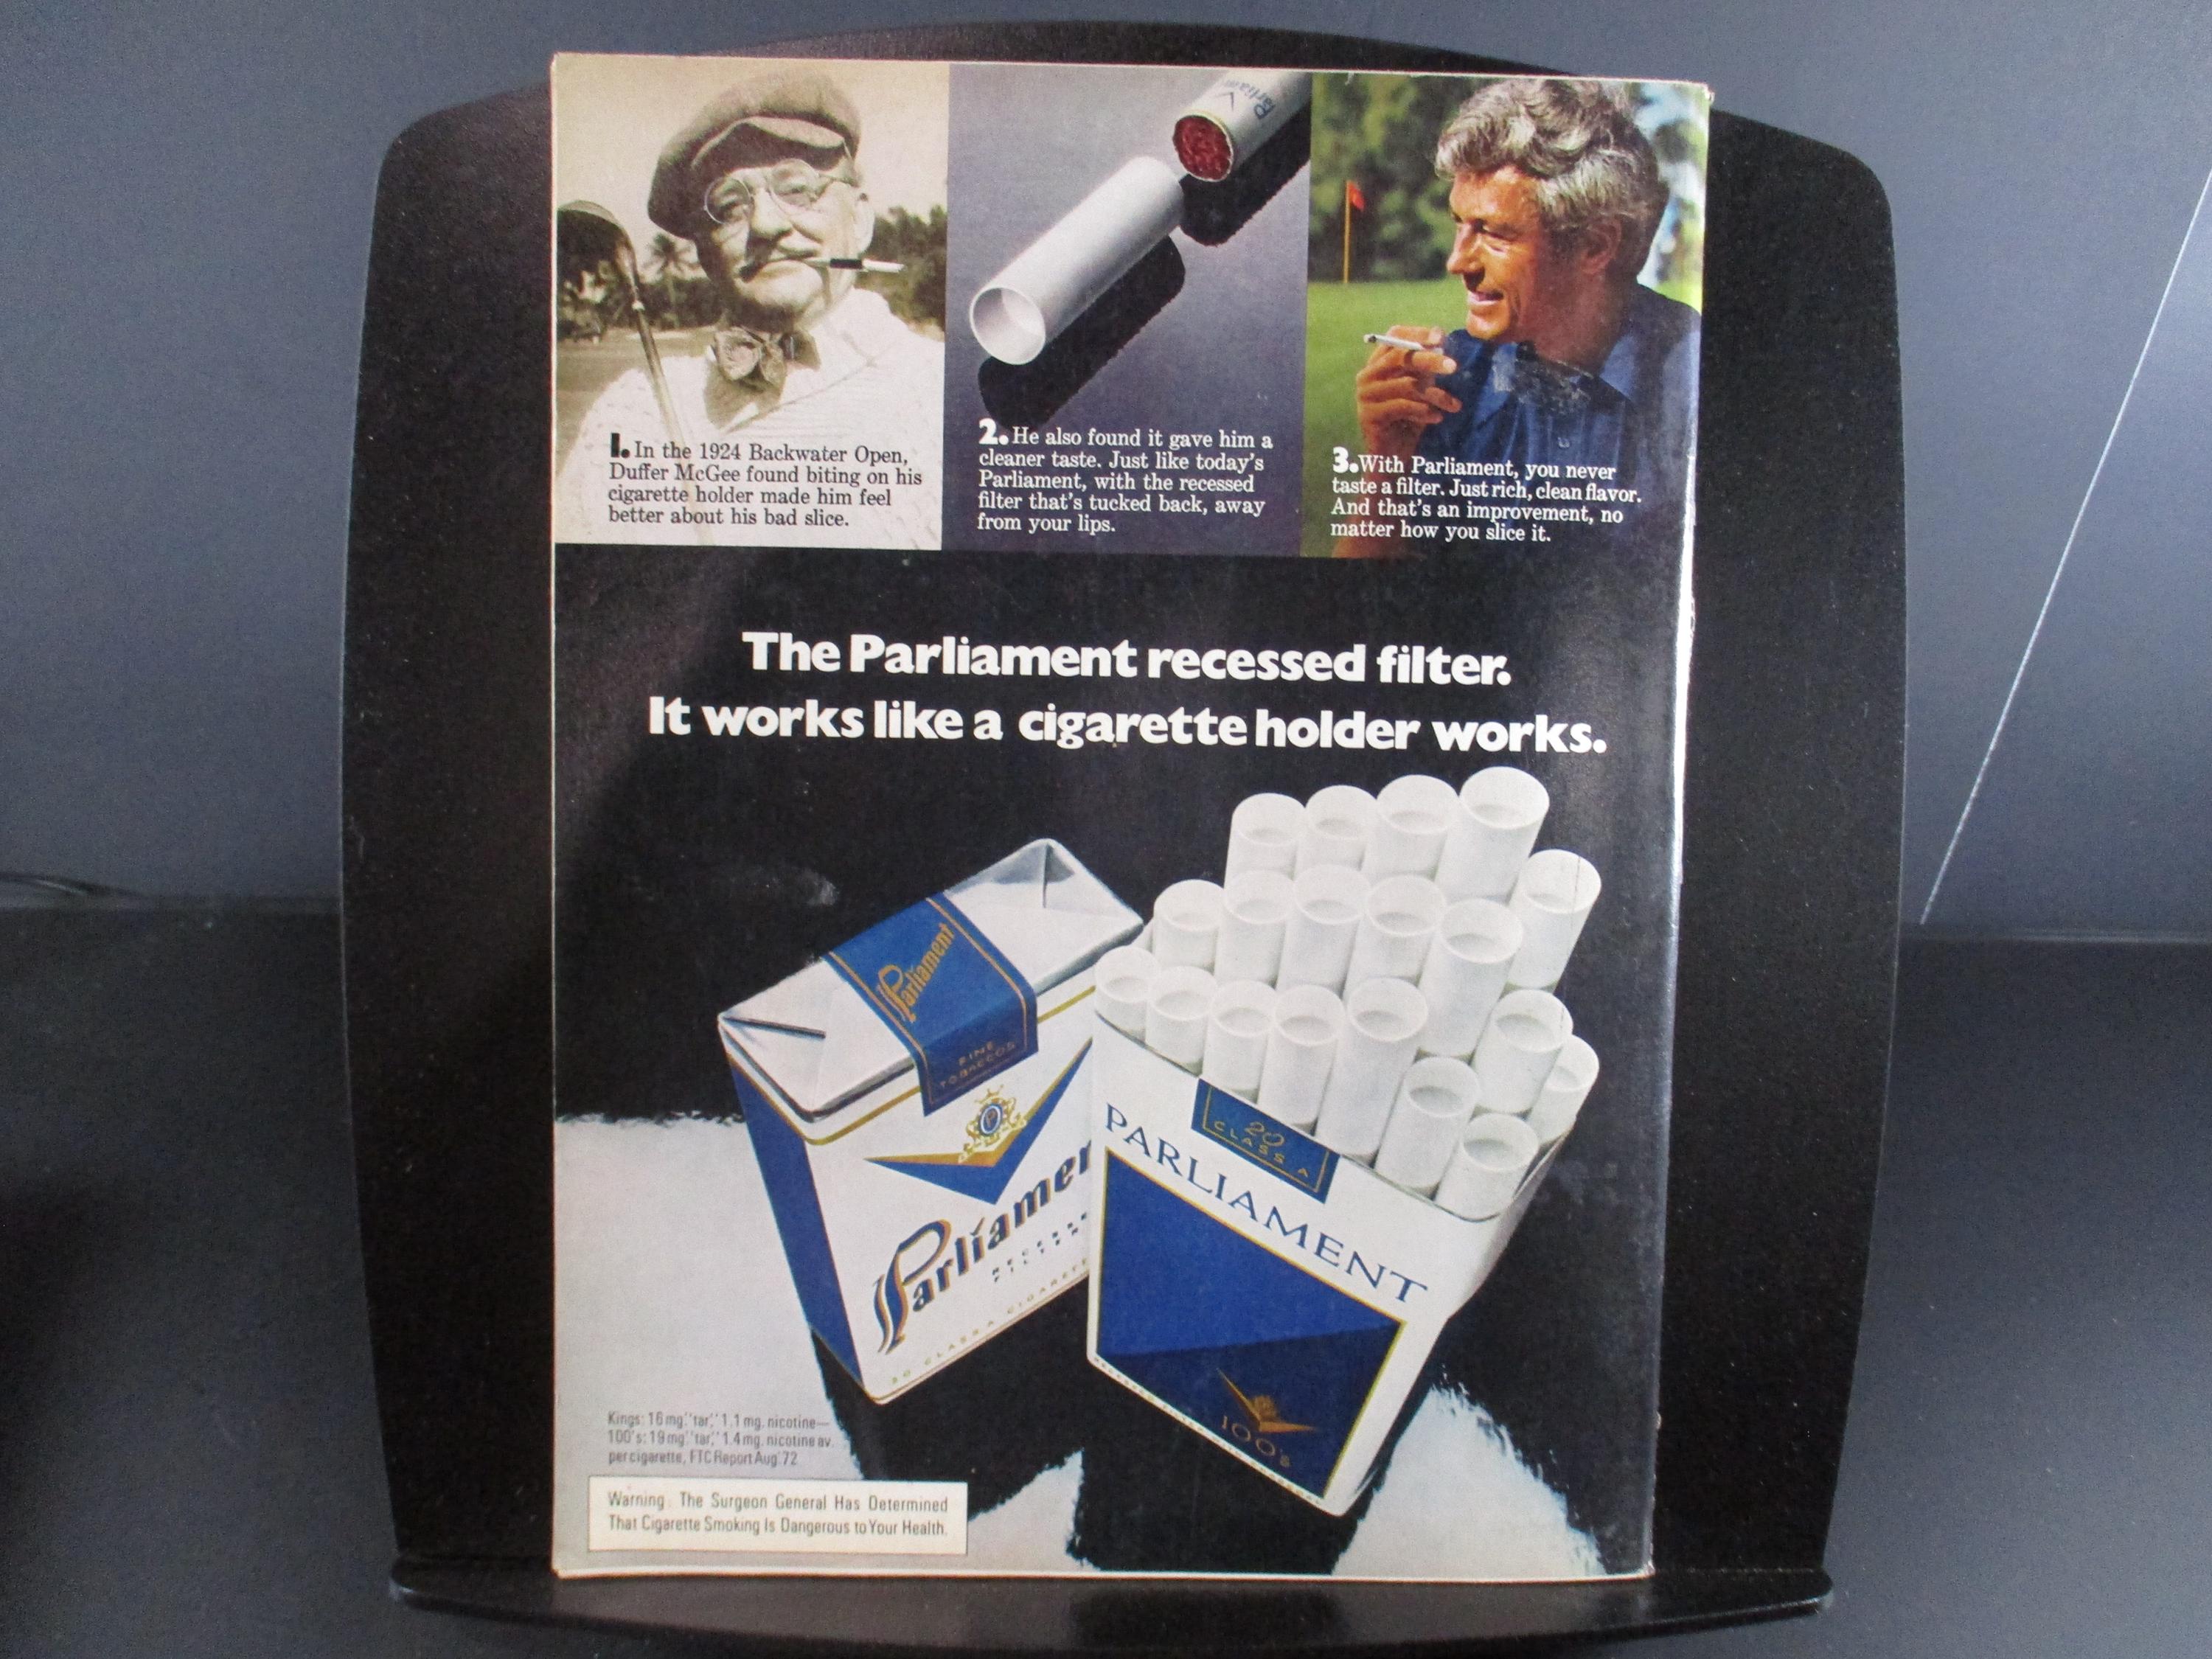 Parliament
1. In the 1924 Backwater Open,
Duffer McGee found biting on his
cigarette holder made him feel
better about his bad slice.
2. He also found it gave him a
cleaner taste. Just like today's
Parliament, with the recessed
filter that's tucked back, away
from your lips.
3. With Parliament, you never
taste a filter. Just rich, clean flavor.
And that's an improvement, no
matter how you slice it.
The Parliament recessed filter.
It works like a cigarette holder works.
Parliament
FINE
TOBACCOS
Parliamen
RECESSED
FILTER
20 CLASS A CIGARETTE
20
CLASS A
PARLIAMENT
100's
Kings: 16 mg. "tar," 1.1 mg. nicotine—
100's: 19 mg. "tar," 1.4 mg. nicotine av.
per cigarette, FTC Report Aug. '72
Warning: The Surgeon General Has Determined
That Cigarette Smoking Is Dangerous to Your Health.